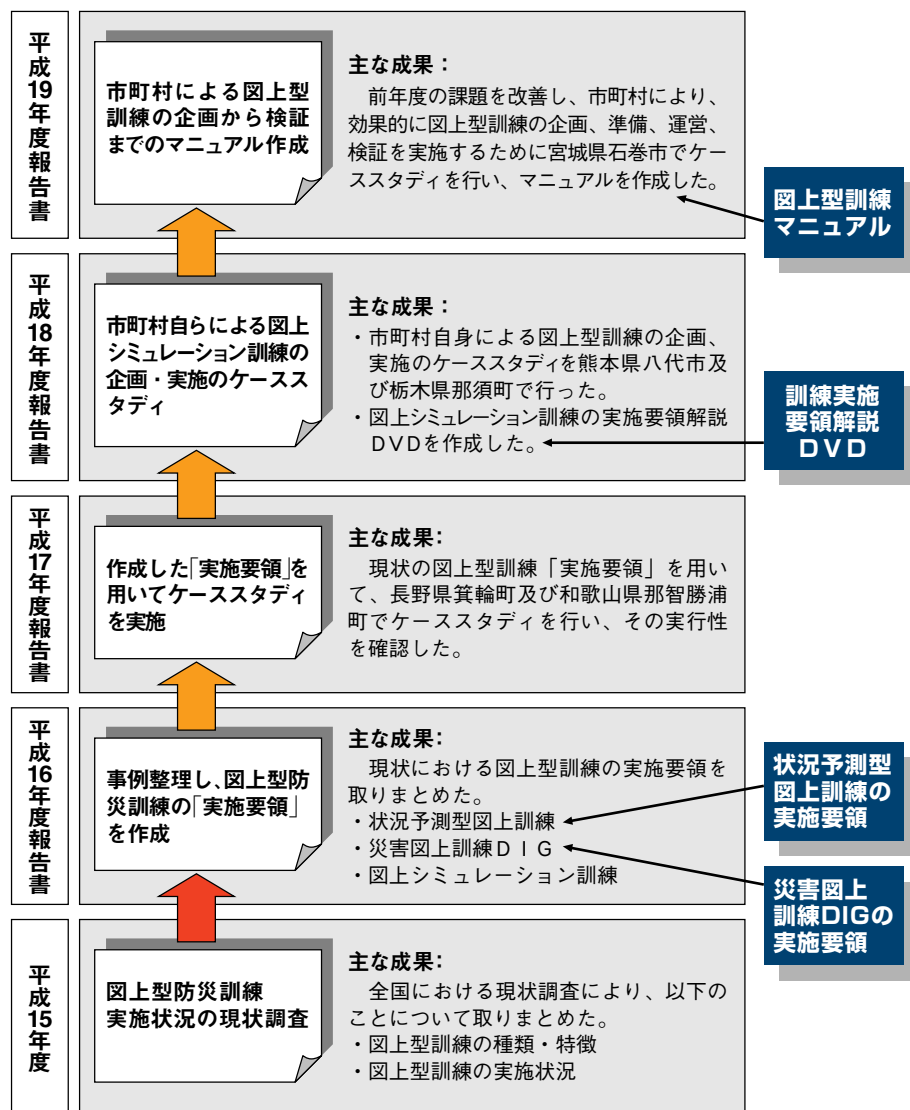 平成19年度報告書
市町村による図上型
訓練の企画から検証
までのマニュアル作成
主な成果：
前年度の課題を改善し、市町村により、
効果的に図上型訓練の企画、準備、運営、
検証を実施するために宮城県石巻市でケー
ススタディを行い、マニュアルを作成した。
図上型訓練
マニュアル
平成18年度報告書
市町村自らによる図上
シミュレーション訓練の
企画・実施のケースス
タディ
主な成果：
・市町村自身による図上型訓練の企画、
実施のケーススタディを熊本県八代市及
び栃木県那須町で行った。
・図上シミュレーション訓練の実施要領解説
DVDを作成した。
訓練実施
要領解説
DVD
平成17年度報告書
作成した「実施要領」を
用いてケーススタディ
を実施
主な成果：
現状の図上型訓練「実施要領」を用い
て、長野県箕輪町及び和歌山県那智勝浦
町でケーススタディを行い、その実行性
を確認した。
平成16年度報告書
事例整理し、図上型防
災訓練の「実施要領」
を作成
主な成果：
現状における図上型訓練の実施要領を
取りまとめた。
・状況予測型図上訓練
・災害図上訓練DIG
・図上シミュレーション訓練
状況予測型
図上訓練の
実施要領
災害図上
訓練DIGの
実施要領
平成15年度
図上型防災訓練
実施状況の現状調査
主な成果：
全国における現状調査により、以下の
ことについて取りまとめた。
・図上型訓練の種類・特徴
・図上型訓練の実施状況